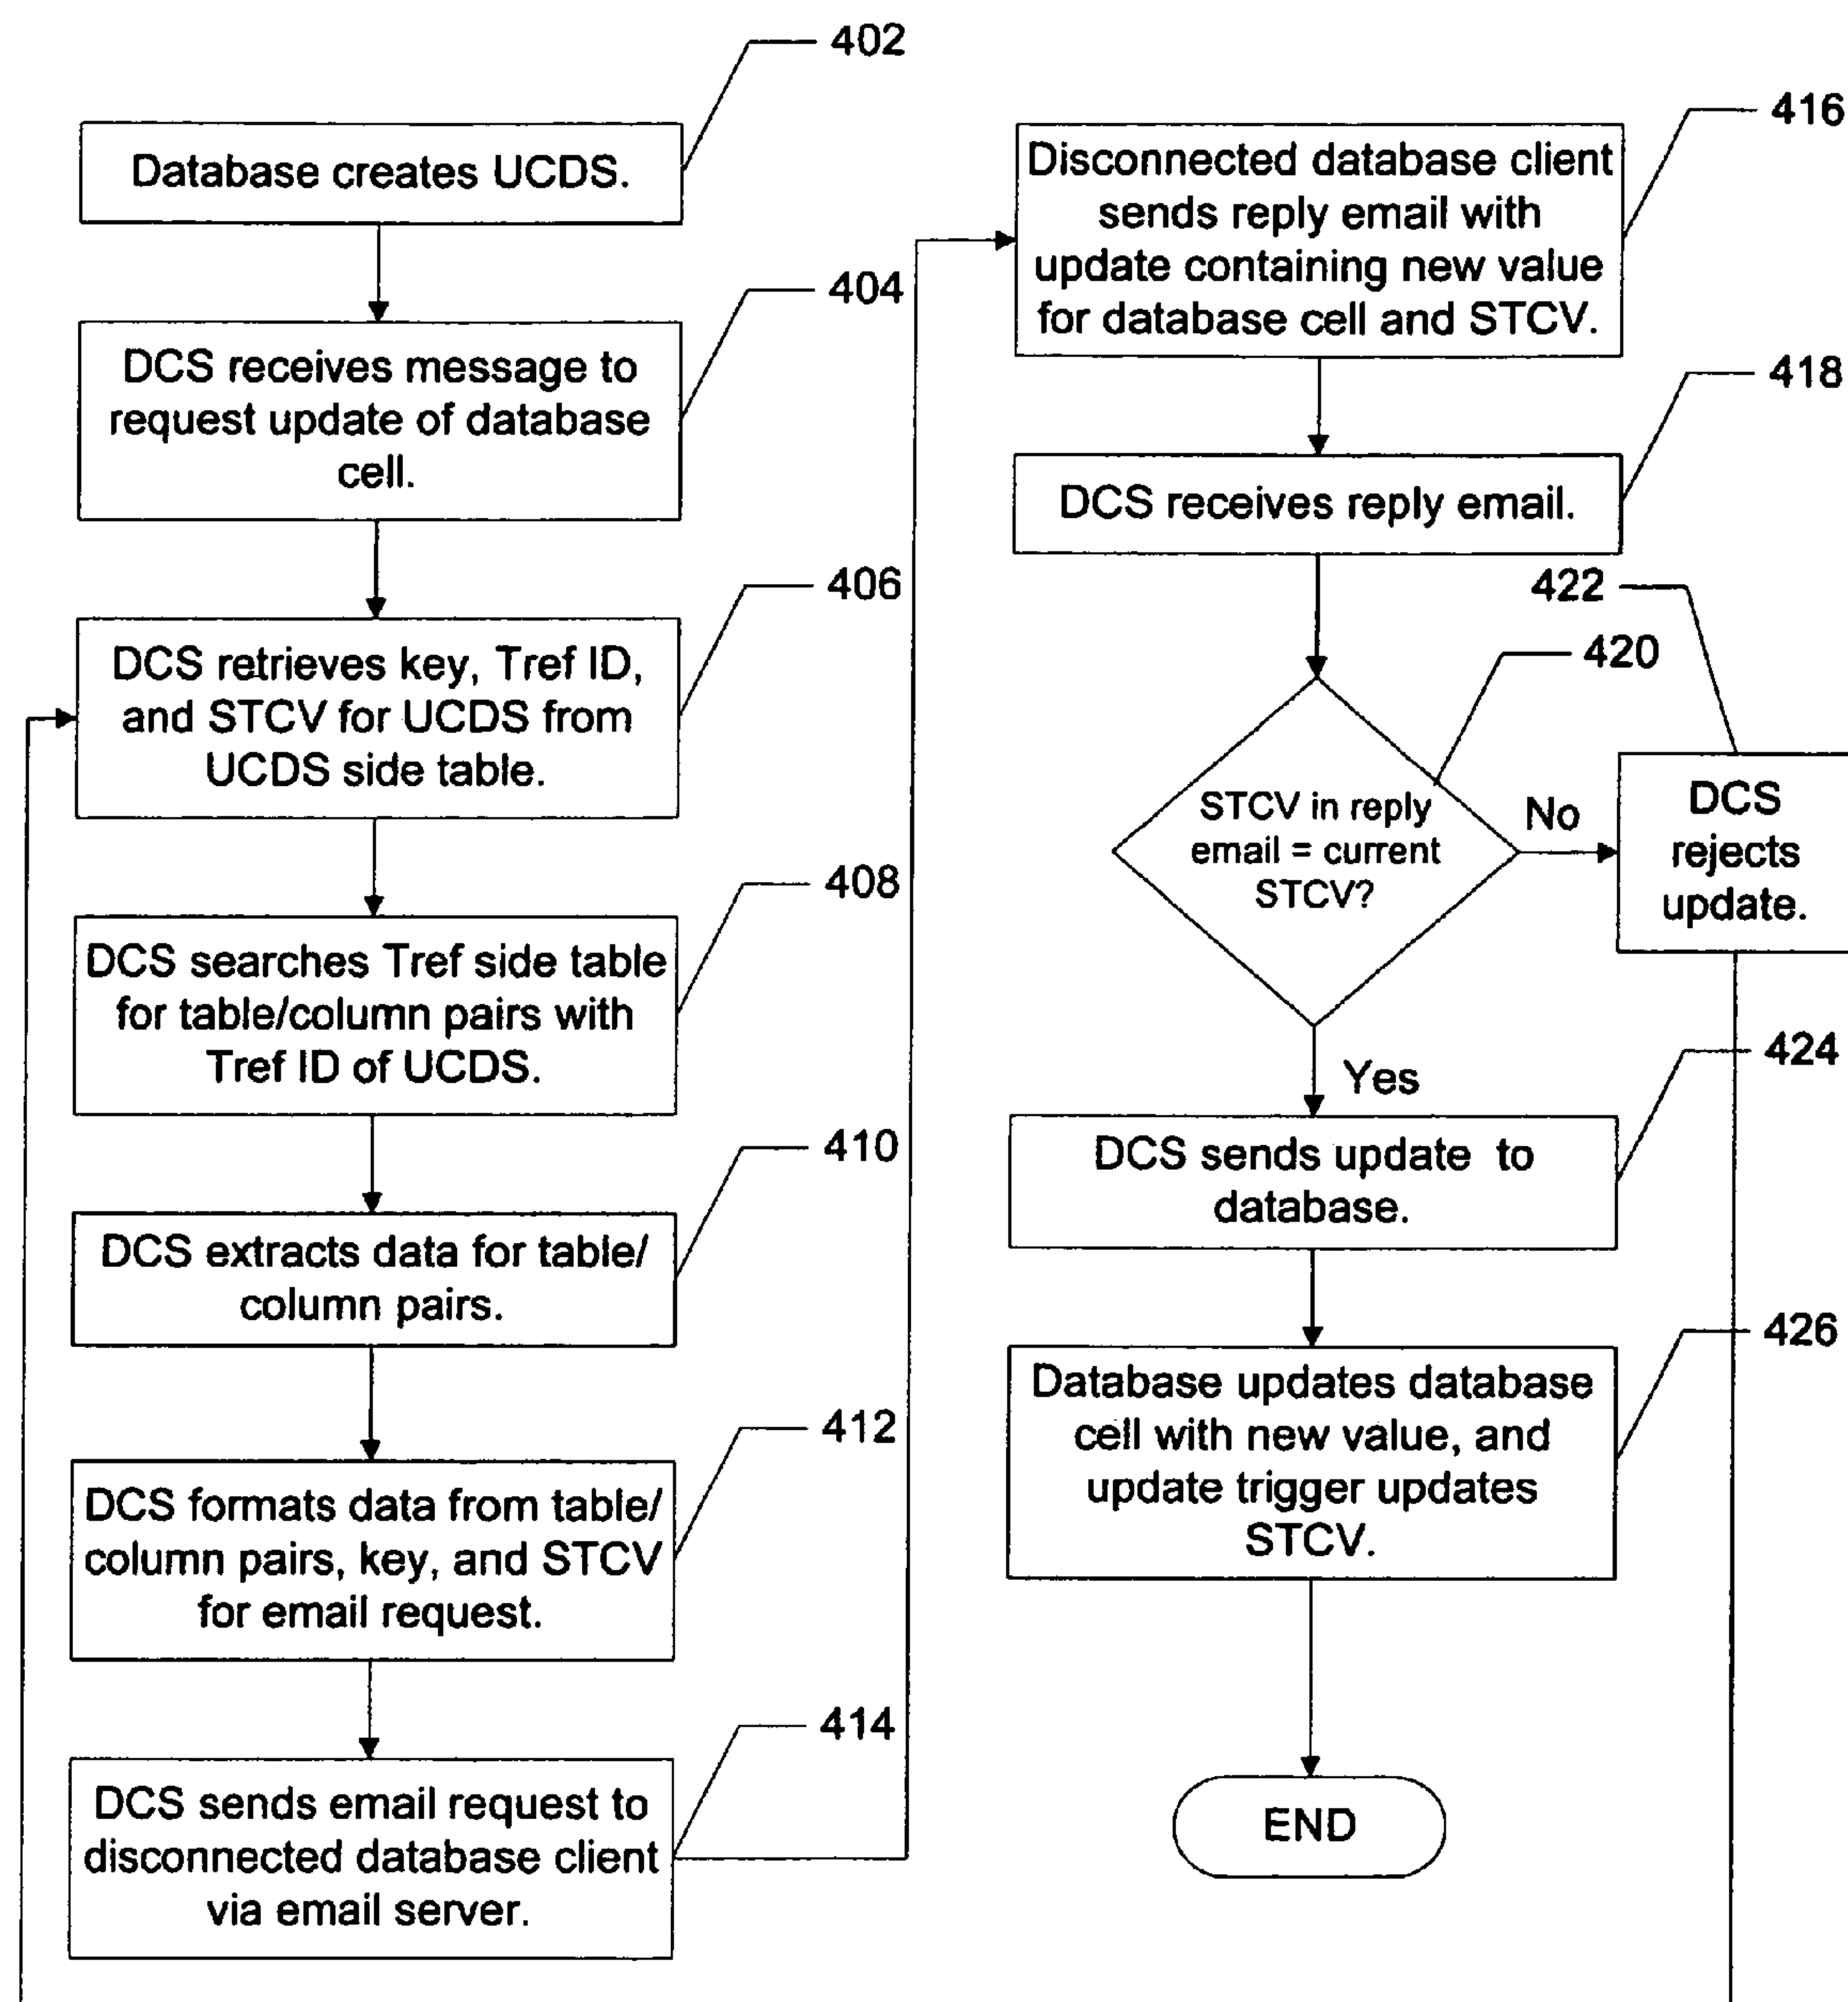 402
Database creates UCDS.
404
DCS receives message to
request update of database
cell.
406
DCS retrieves key, Tref ID,
and STCV for UCDS from
UCDS side table.
408
DCS searches Tref side table
for table/column pairs with
Tref ID of UCDS.
410
DCS extracts data for table/
column pairs.
412
DCS formats data from table/
column pairs, key, and STCV
for email request.
414
DCS sends email request to
disconnected database client
via email server.
416
Disconnected database client
sends reply email with
update containing new value
for database cell and STCV.
418
DCS receives reply email.
422
420
STCV in reply
email = current
STCV?
No
DCS
rejects
update.
Yes
424
DCS sends update to
database.
426
Database updates database
cell with new value, and
update trigger updates
STCV.
END